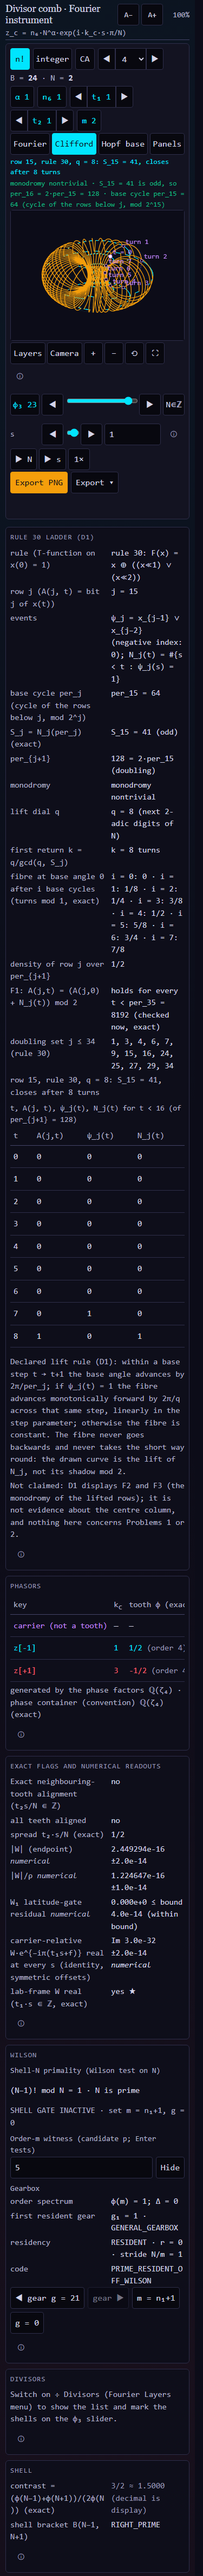 Divisor comb · Fourier
instrument
A−
A+
100%
z_c = n₆·N^α·exp(i·k_c·s·π/N)
n!
integer
CA
◀
4
▶
B = 24 · N = 2
α 1
n₆ 1
◀
t₁ 1
▶
◀
t₂ 1
▶
m 2
Fourier
Clifford
Hopf base
Panels
row 15, rule 30, q = 8: S_15 = 41, closes
after 8 turns
monodromy nontrivial · S_15 = 41 is odd, so
per_16 = 2·per_15 = 128 · base cycle per_15 =
64 (cycle of the rows below j, mod 2^15)
turn 1
turn 2
Layers
Camera
+
−
⟲
⛶
ⓘ
ϕ₃ 23
◀
▶
N∈ℤ
s
◀
▶
1
ⓘ
▶ N
▶ s
1×
Export PNG
Export ▾
RULE 30 LADDER (D1)
rule (T-function on
x(0) = 1)
rule 30: F(x) =
x ⊕ ((x≪1) ∨
(x≪2))
row j (A(j, t) = bit
j of x(t))
j = 15
events
ψ_j = x_{j−1} ∨
x_{j−2}
(negative index:
0); N_j(t) = #{s
< t : ψ_j(s) =
1}
base cycle per_j
(cycle of the rows
below j, mod 2^j)
per_15 = 64
S_j = N_j(per_j)
(exact)
S_15 = 41 (odd)
per_{j+1}
128 = 2·per_15
(doubling)
monodromy
monodromy
nontrivial
lift dial q
q = 8 (next 2-
adic digits of
N)
first return k =
q/gcd(q, S_j)
k = 8 turns
fibre at base angle 0
after i base cycles
(turns mod 1, exact)
i = 0: 0 · i =
1: 1/8 · i = 2:
1/4 · i = 3: 3/8
· i = 4: 1/2 · i
= 5: 5/8 · i =
6: 3/4 · i = 7:
7/8
density of row j over
per_{j+1}
1/2
F1: A(j,t) = (A(j,0)
+ N_j(t)) mod 2
holds for every
t < per_35 =
8192 (checked
now, exact)
doubling set j ≤ 34
(rule 30)
1, 3, 4, 6, 7,
9, 15, 16, 24,
25, 27, 29, 34
row 15, rule 30, q = 8: S_15 = 41,
closes after 8 turns
t, A(j, t), ψ_j(t), N_j(t) for t < 16 (of
per_{j+1} = 128)
t A(j,t) ψ_j(t) N_j(t)
0 0 0 0
1 0 0 0
2 0 0 0
3 0 0 0
4 0 0 0
5 0 0 0
6 0 0 0
7 0 1 0
8 1 0 1
Declared lift rule (D1): within a base
step t → t+1 the base angle advances by
2π/per_j; if ψ_j(t) = 1 the fibre
advances monotonically forward by 2π/q
across that same step, linearly in the
step parameter; otherwise the fibre is
constant. The fibre never goes
backwards and never takes the short way
round: the drawn curve is the lift of
N_j, not its shadow mod 2.
Not claimed: D1 displays F2 and F3 (the
monodromy of the lifted rows); it is
not evidence about the centre column,
and nothing here concerns Problems 1 or
2.
ⓘ
PHASORS
key k_c tooth ϕ (exac
carrier (not a tooth) — —
z[-1] 1 1/2 (order 4)
z[+1] 3 -1/2 (order 4
generated by the phase factors ℚ(ζ₄) ·
phase container (convention) ℚ(ζ₄)
(exact)
ⓘ
EXACT FLAGS AND NUMERICAL READOUTS
Exact neighbouring-
tooth alignment
(t₂s/N ∈ ℤ)
no
all teeth aligned
no
spread t₂·s/N (exact)
1/2
|W| (endpoint)
numerical
2.449294e-16
±2.0e-14
|W|/ρ numerical
1.224647e-16
±1.0e-14
W₁ latitude-gate
residual numerical
0.000e+0 ≤ bound
4.0e-14 (within
bound)
carrier-relative
W·e^{−iπ(t₁s+f)} real
at every s (identity,
symmetric offsets)
Im 3.0e-32
±2.0e-14
numerical
lab-frame W real
(t₁·s ∈ ℤ, exact)
yes ★
ⓘ
WILSON
Shell-N primality (Wilson test on N)
(N−1)! mod N = 1 · N is prime
SHELL GATE INACTIVE · set m = n₁+1, g =
0
Order-m witness (candidate p; Enter
tests)
5
Hide
Gearbox
order spectrum
ϕ(m) = 1; Δ = 0
first resident gear
g₁ = 1 ·
GENERAL_GEARBOX
residency
RESIDENT · r = 0
· stride N/m = 1
code
PRIME_RESIDENT_O
FF_WILSON
◀ gear g = 21
gear ▶
m = n₁+1
g = 0
ⓘ
DIVISORS
Switch on ÷ Divisors (Fourier Layers
menu) to show the list and mark the
shells on the ϕ₃ slider.
ⓘ
SHELL
contrast =
(ϕ(N−1)+ϕ(N+1))/(2ϕ(N
)) (exact)
3/2 ≈ 1.5000
(decimal is
display)
shell bracket B(N−1,
N+1)
RIGHT_PRIME
ⓘ